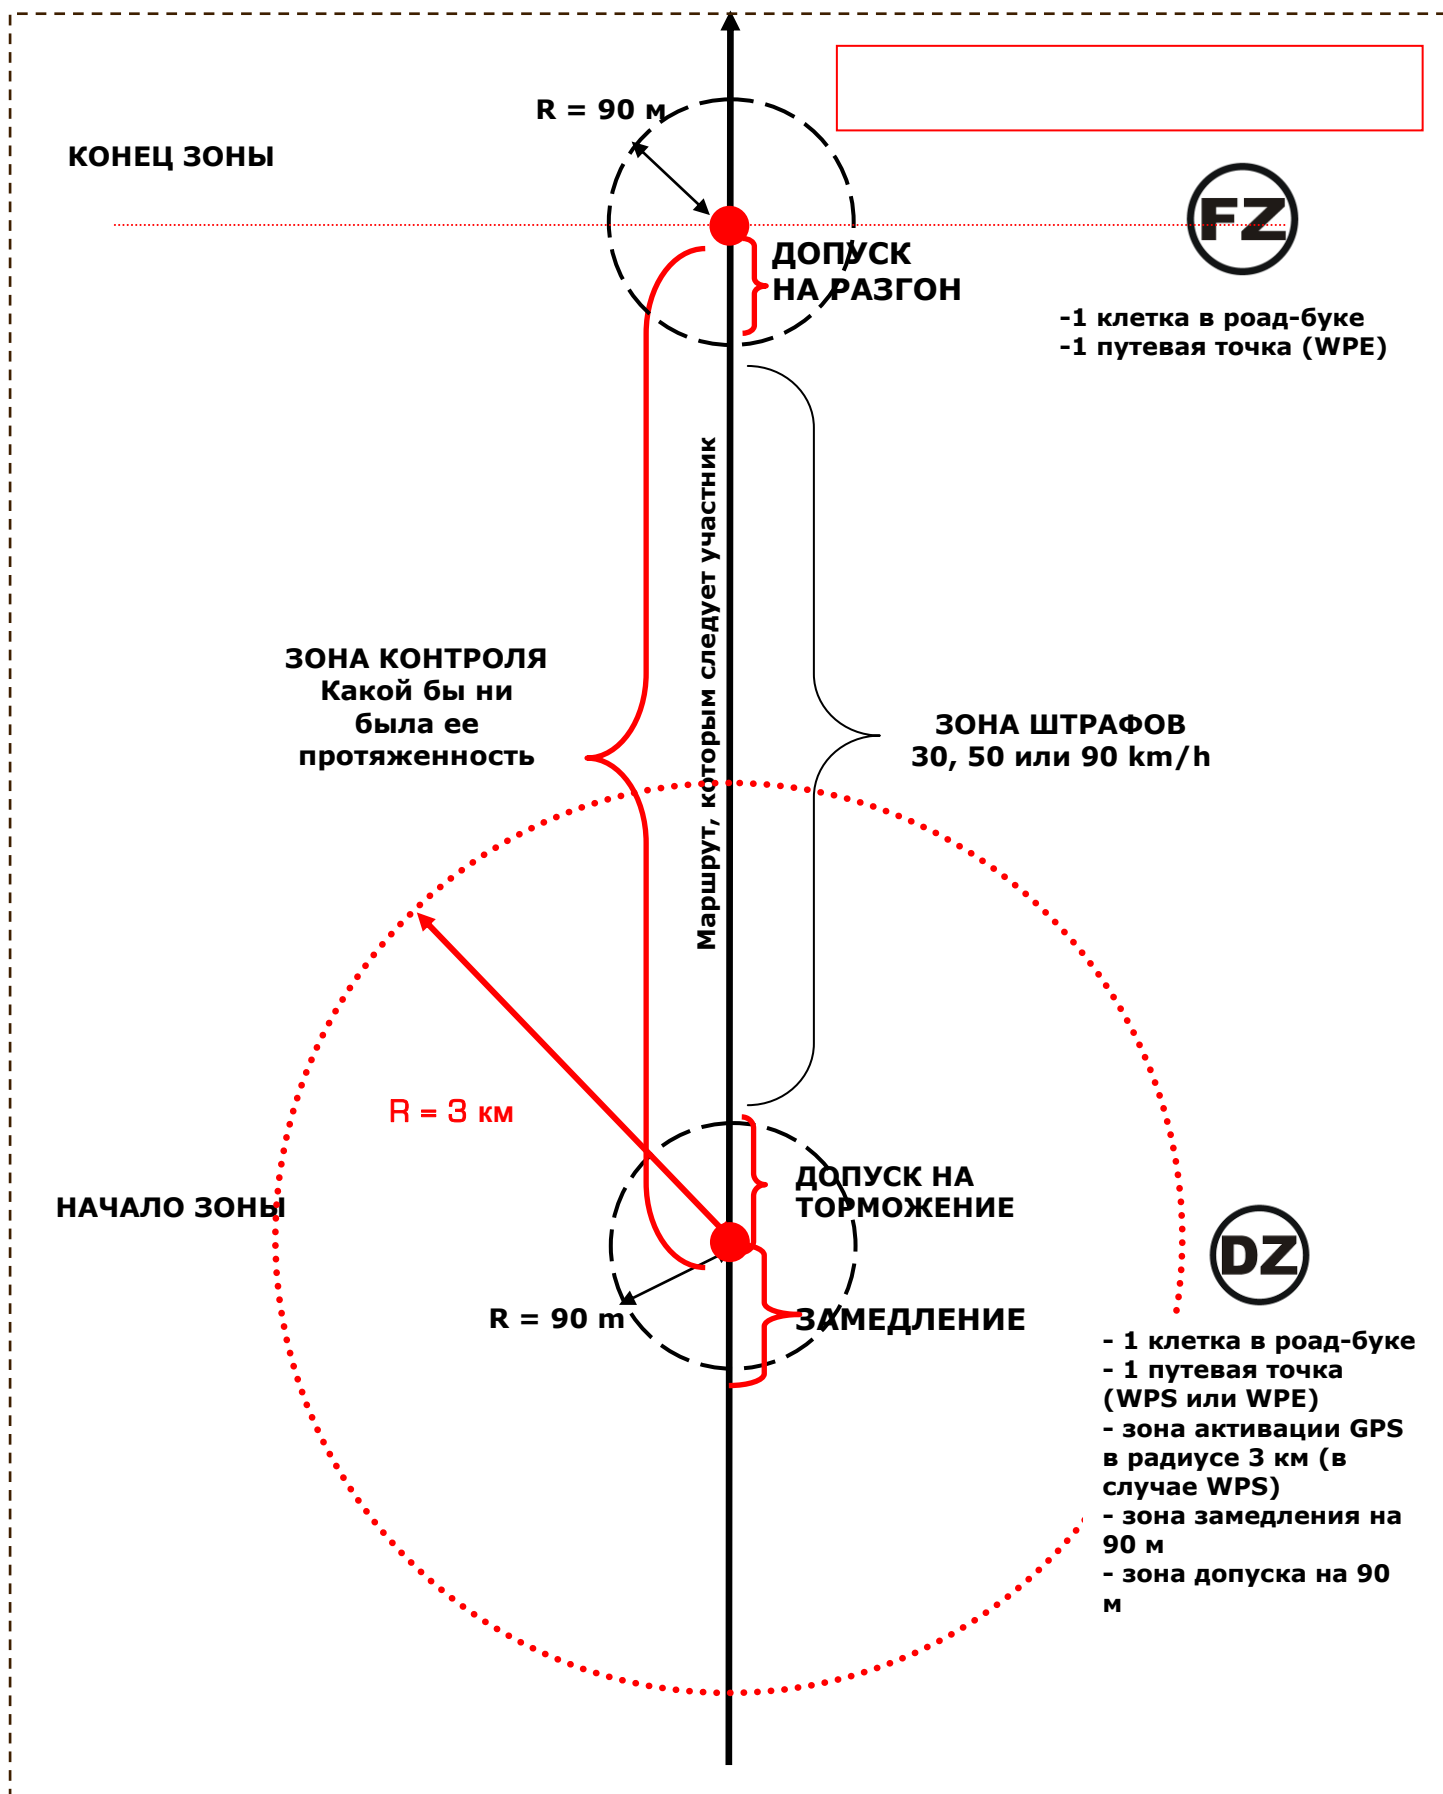 R = 90 м
КОНЕЦ ЗОНЫ
FZ
ДОПУСК
НА РАЗГОН
-1 клетка в роад-буке
-1 путевая точка (WPE)
Маршрут, которым следует участник
ЗОНА КОНТРОЛЯ
Какой бы ни
была ее
протяженность
ЗОНА ШТРАФОВ
30, 50 или 90 km/h
R = 3 км
ДОПУСК НА
ТОРМОЖЕНИЕ
НАЧАЛО ЗОНЫ
DZ
R = 90 m
ЗАМЕДЛЕНИЕ
- 1 клетка в роад-буке
- 1 путевая точка
(WPS или WPE)
- зона активации GPS
в радиусе 3 км (в
случае WPS)
- зона замедления на
90 м
- зона допуска на 90
м